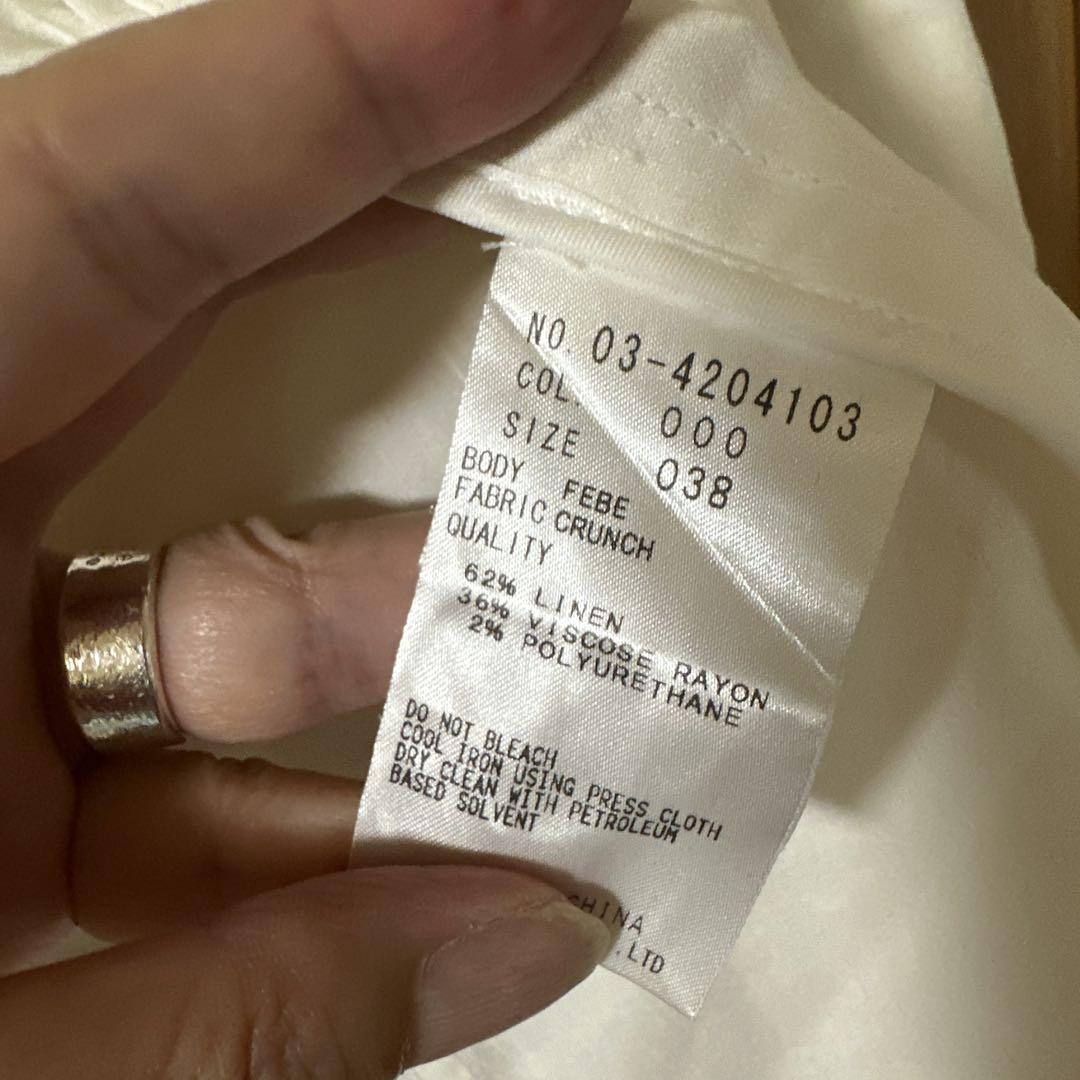 NO. 03-4204103
COL. 000
SIZE 038
BODY FEBE
FABRIC CRUNCH
QUALITY
62% LINEN
36% VISCOSE RAYON
2% POLYURETHANE
DO NOT BLEACH
COOL IRON USING PRESS CLOTH
DRY CLEAN WITH PETROLEUM
BASED SOLVENT
CHINA
.LTD